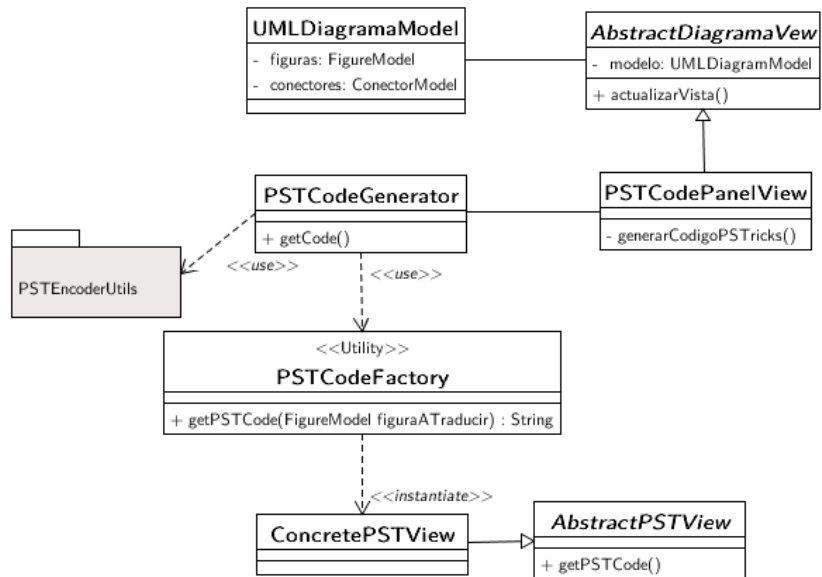 UMLDiagramaModel
- figuras: FigureModel
- conectores: ConectorModel
AbstractDiagramaVew
- modelo: UMLDiagramModel
+ actualizarVista()
PSTCodeGenerator
+ getCode()
PSTCodePanelView
- generarCodigoPSTricks()
PSTEncoderUtils
<<use>>
<<use>>
<<Utility>>
PSTCodeFactory
+ getPSTCode(FigureModel figuraATraducir) : String
<<instantiate>>
ConcretePSTView
AbstractPSTView
+ getPSTCode()